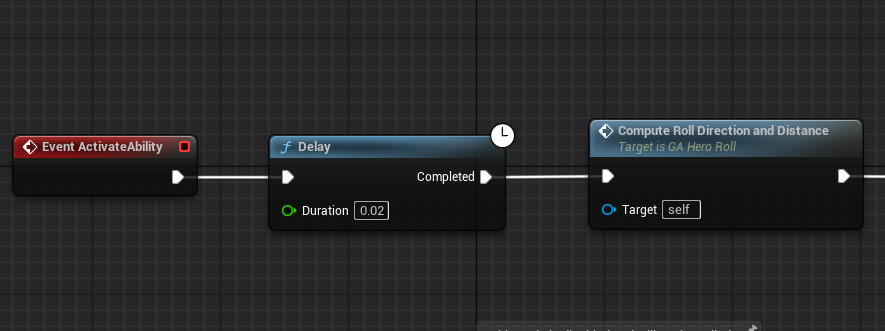 Event ActivateAbility
f Delay
Completed
Duration 0.02
Compute Roll Direction and Distance
Target is GA Hero Roll
Target self